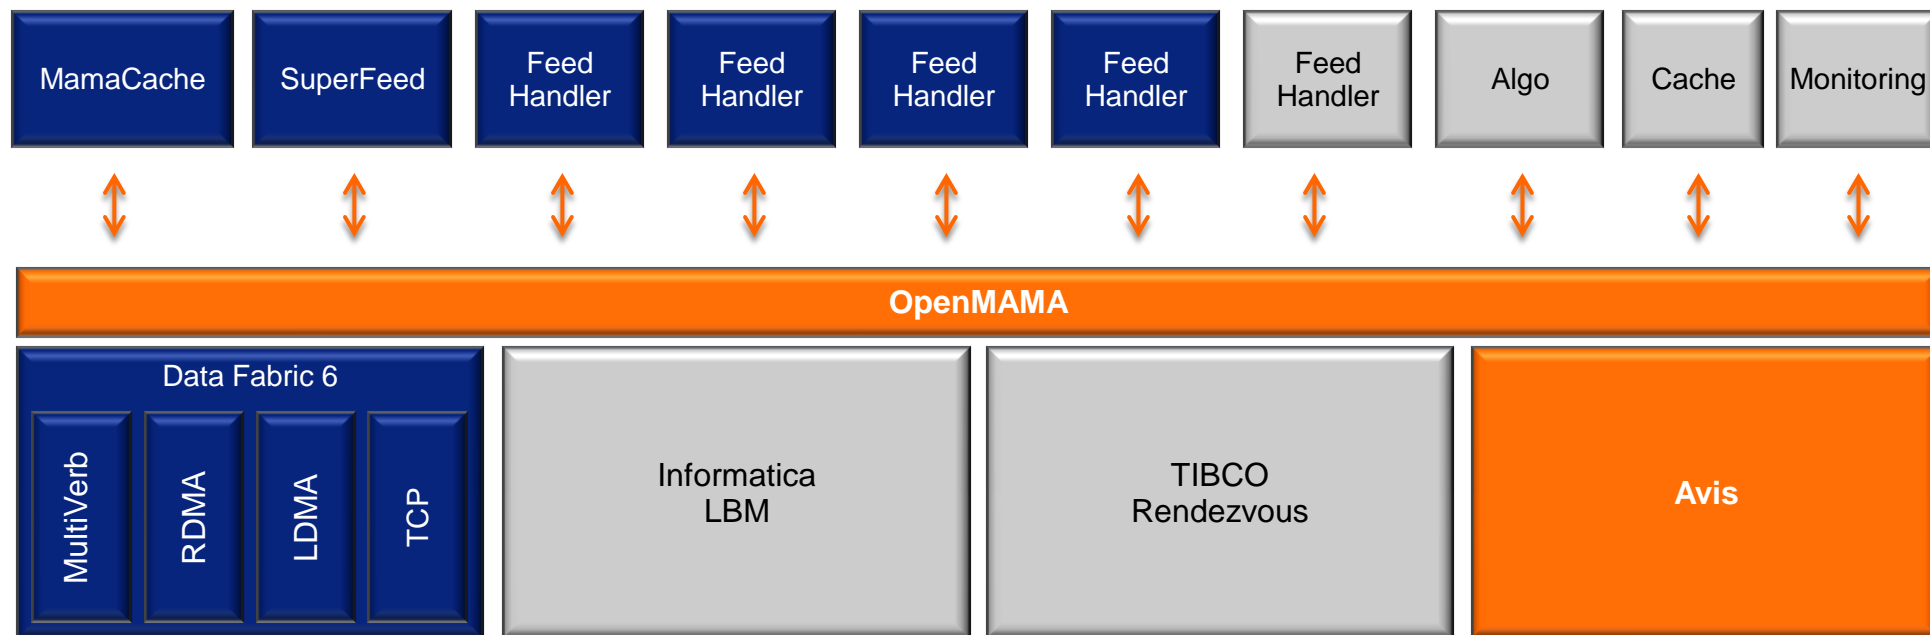 MamaCache
SuperFeed
Feed
Handler
Feed
Handler
Feed
Handler
Feed
Handler
Feed
Handler
Algo
Cache
Monitoring
OpenMAMA
Data Fabric 6
MultiVerb
RDMA
LDMA
TCP
Informatica
LBM
TIBCO
Rendezvous
Avis